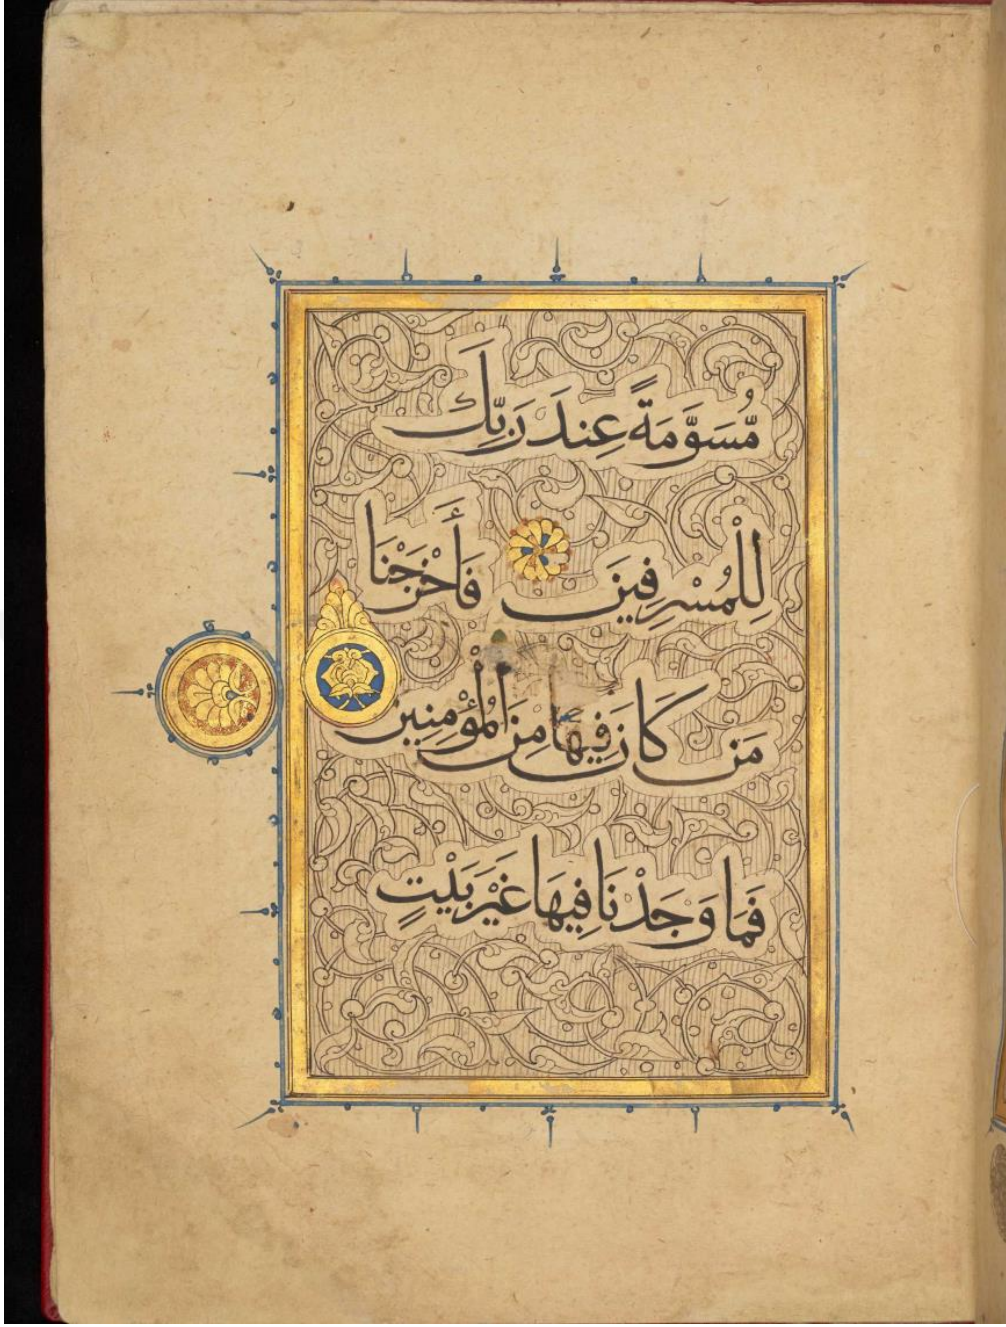 مُّسَوَّمَةً عِندَ رَبِّكَ
لِلْمُسْرِفِينَ فَأَخْرَجْنَا
مَن كَانَ فِيهَا مِنَ الْمُؤْمِنِين
فَمَا وَجَدْنَا فِيهَا غَيْرَ بَيْتٍ